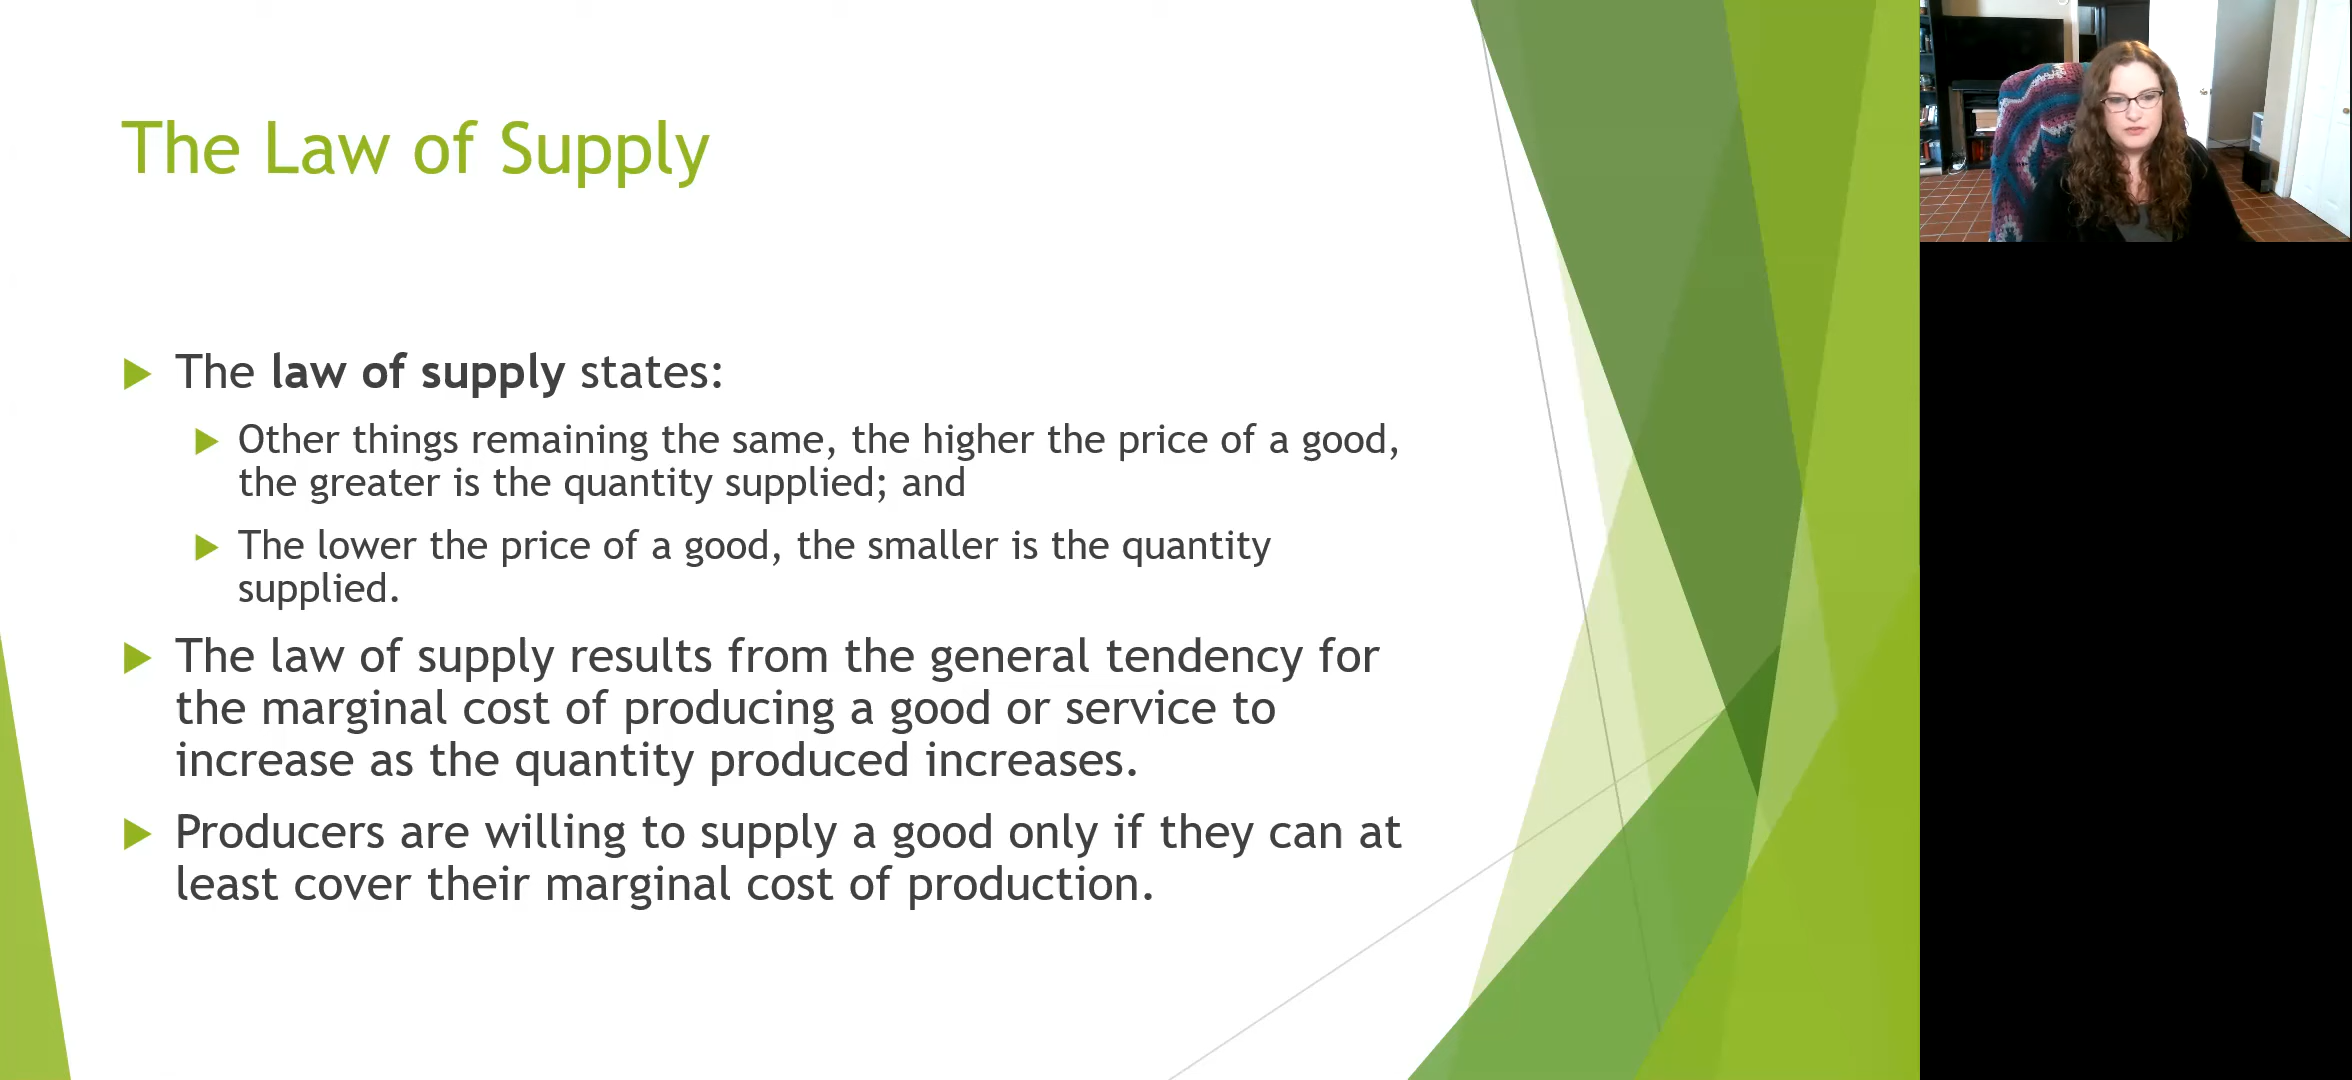 The Law of Supply
The law of supply states:
Other things remaining the same, the higher the price of a good,
the greater is the quantity supplied; and
The lower the price of a good, the smaller is the quantity
supplied.
The law of supply results from the general tendency for
the marginal cost of producing a good or service to
increase as the quantity produced increases.
Producers are willing to supply a good only if they can at
least cover their marginal cost of production.